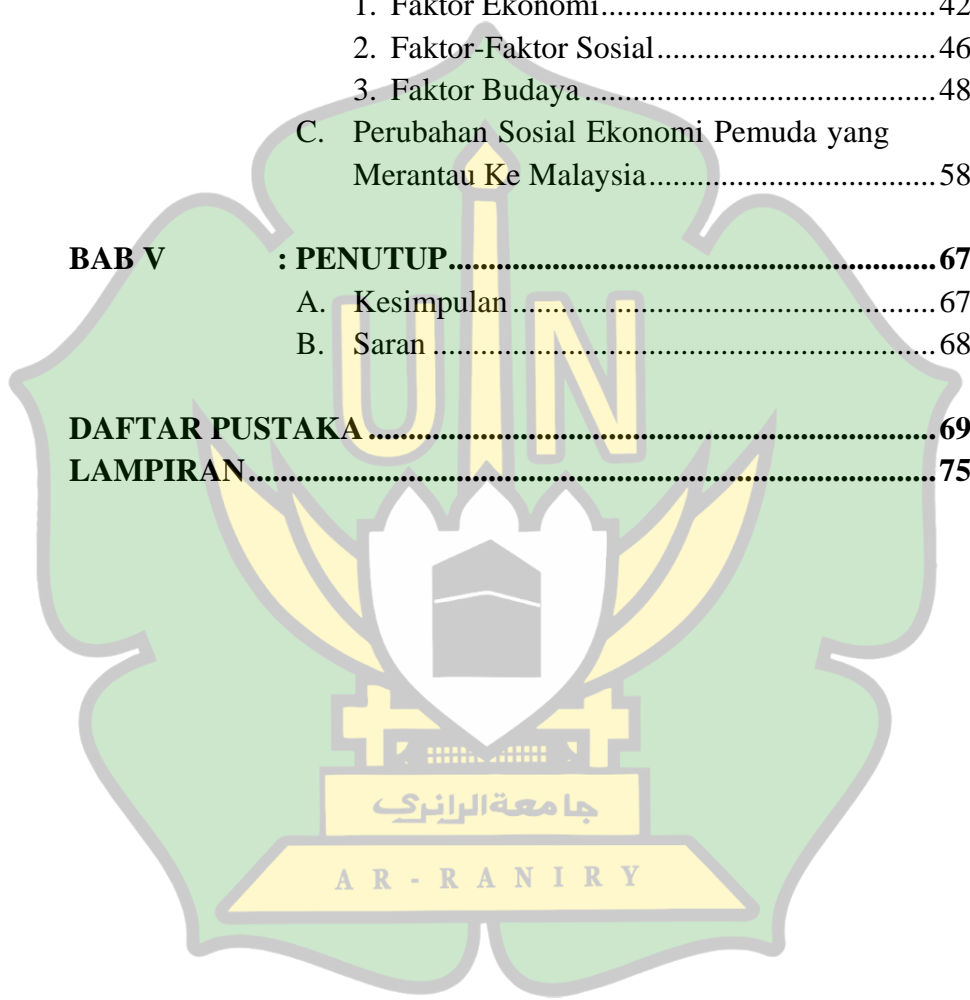 1. Faktor Ekonomi....................................42
2. Faktor-Faktor Sosial..............................46
3. Faktor Budaya.....................................48
C. Perubahan Sosial Ekonomi Pemuda yang
Merantau Ke Malaysia.................................58
BAB V : PENUTUP......................................67
A. Kesimpulan........................................67
B. Saran.............................................68
DAFTAR PUSTAKA.......................................69
LAMPIRAN.............................................75
UIN
جامعة الرانري
AR-RANIRY